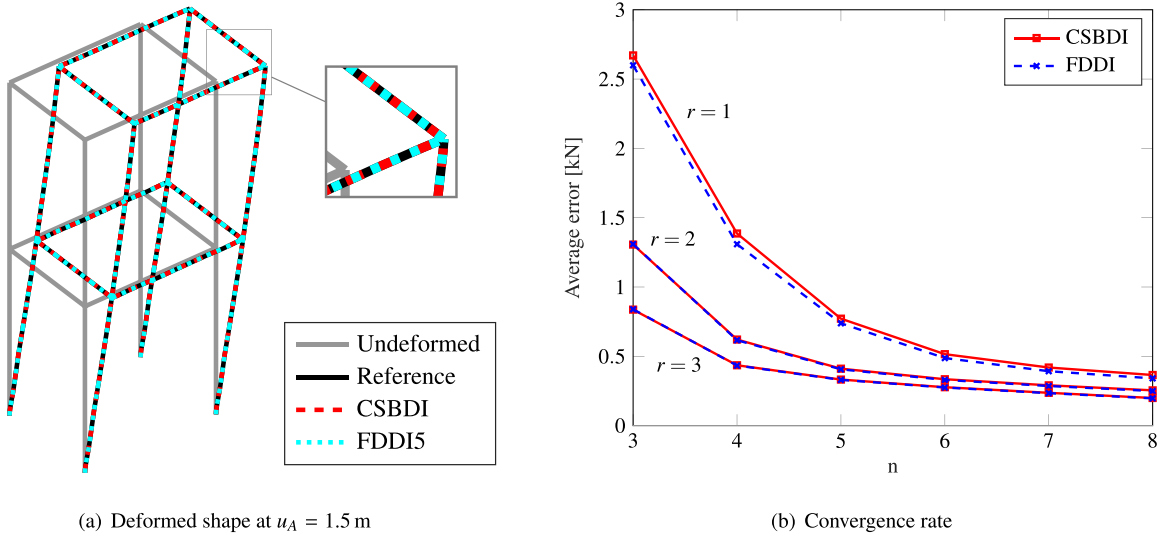 Undeformed
Reference
CSBDI
FDDI5
(a) Deformed shape at u_A = 1.5 m
3
2.5
2
1.5
1
0.5
0
Average error [kN]
CSBDI
FDDI
r = 1
r = 2
r = 3
3 4 5 6 7 8
n
(b) Convergence rate